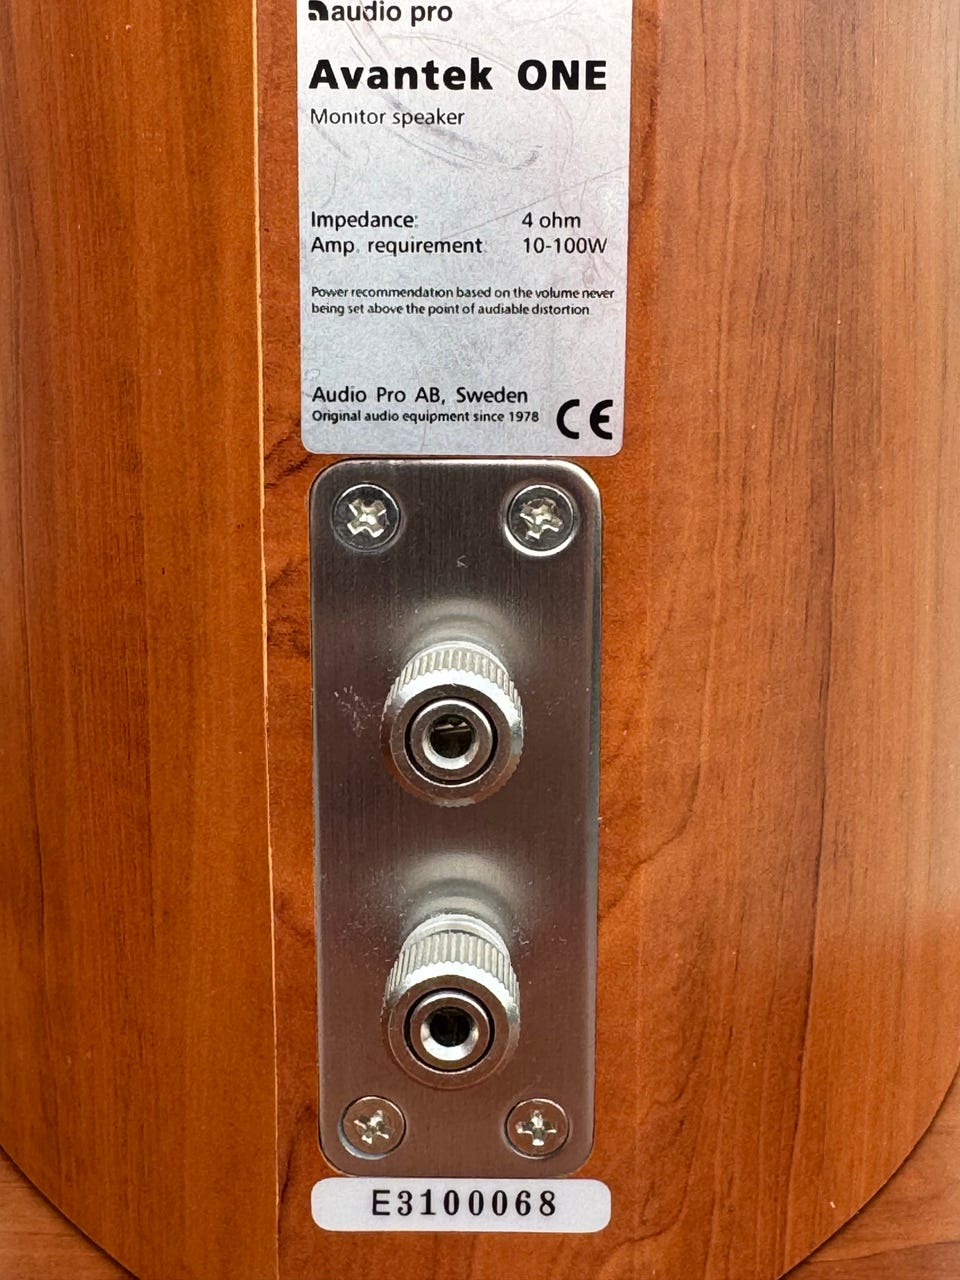 audio pro
Avantek ONE
Monitor speaker
Impedance: 4 ohm
Amp. requirement: 10-100W
Power recommendation based on the volume never
being set above the point of audiable distortion
Audio Pro AB, Sweden
Original audio equipment since 1978
CE
E3100068